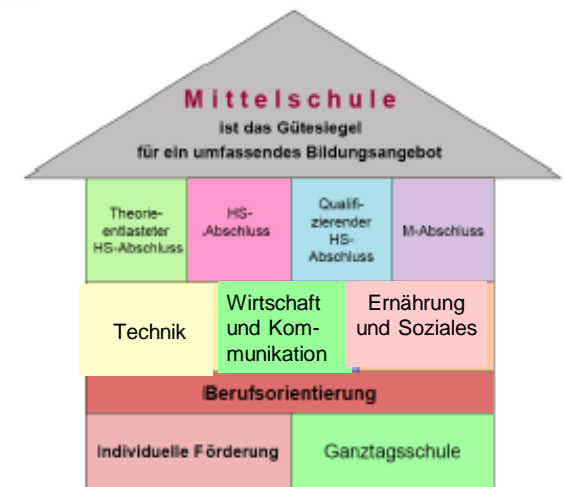 Mittelschule
ist das Gütesiegel
für ein umfassendes Bildungsangebot
Theorie-
entlasteter
HS-Abschluss
HS-
Abschluss
Qualifi-
zierender
HS-
Abschluss
M-Abschluss
Technik
Wirtschaft
und Kom-
munikation
Ernährung
und Soziales
Berufsorientierung
Individuelle Förderung
Ganztagsschule